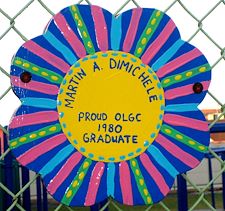 MARTIN A. DIMICHELE
PROUD OLGC
1980
GRADUATE